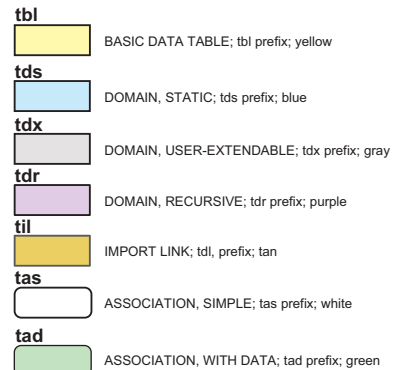 tbl
BASIC DATA TABLE; tbl prefix; yellow
tds
DOMAIN, STATIC; tds prefix; blue
tdx
DOMAIN, USER-EXTENDABLE; tdx prefix; gray
tdr
DOMAIN, RECURSIVE; tdr prefix; purple
til
IMPORT LINK; tdl, prefix; tan
tas
ASSOCIATION, SIMPLE; tas prefix; white
tad
ASSOCIATION, WITH DATA; tad prefix; green